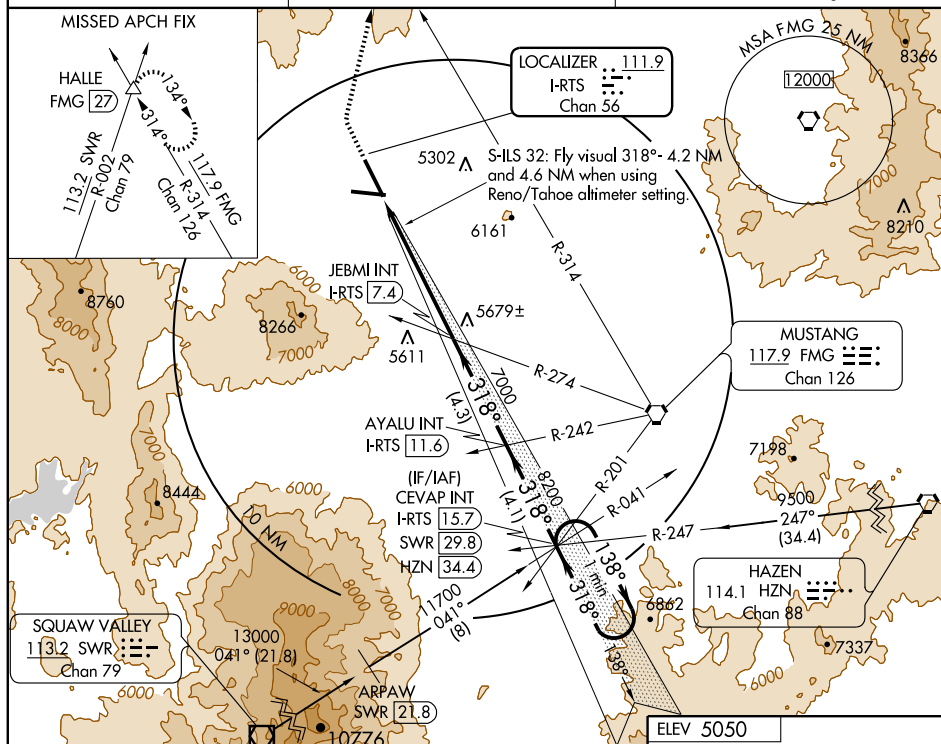 MISSED APCH FIX
HALLE
FMG 27
134°
314°
113.2 SWR
R-002
Chan 79
117.9 FMG
R-314
Chan 126
LOCALIZER 111.9
I-RTS
Chan 56
MSA FMG 25 NM
12000
8366
7000
8210
5302
S-ILS 32: Fly visual 318°- 4.2 NM
and 4.6 NM when using
Reno/Tahoe altimeter setting.
6161
R-314
8760
8000
6000
8266
7000
JEBMI INT
I-RTS 7.4
5679±
5611
MUSTANG
117.9 FMG
Chan 126
R-274
7000
318°
(4.3)
R-242
AYALU INT
I-RTS 11.6
R-201
R-041
7198
7000
8444
6000
10 NM
(IF/IAF)
CEVAP INT
I-RTS 15.7
SWR 29.8
HZN 34.4
8200
318°
(4.1)
R-247
9500
247°
(34.4)
138°
1 min
318°
138°
6862
HAZEN
114.1 HZN
Chan 88
7337
6000
SQUAW VALLEY
113.2 SWR
Chan 79
11700
041°
(8)
7000
8000
9000
13000
041° (21.8)
ARPAW
SWR 21.8
6000
6000
10776
ELEV 5050